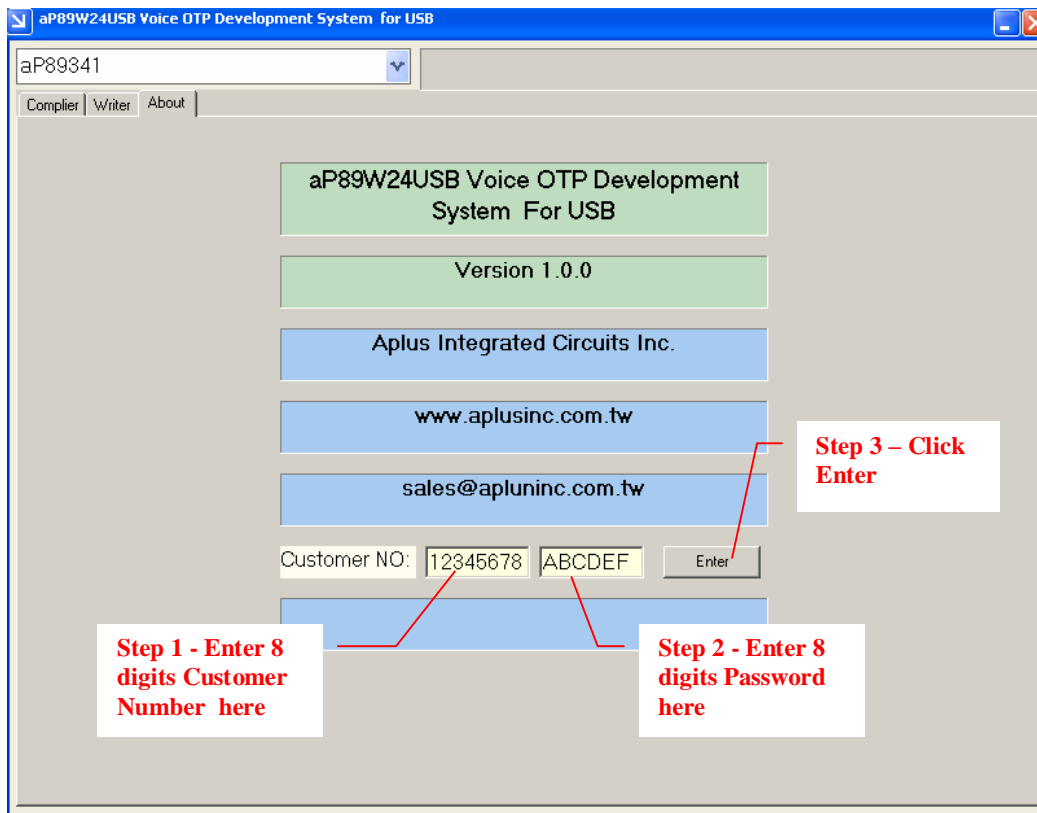 aP89W24USB Voice OTP Development System for USB
aP89341
Complier Writer About
aP89W24USB Voice OTP Development
System For USB
Version 1.0.0
Aplus Integrated Circuits Inc.
www.aplusinc.com.tw
sales@apluninc.com.tw
Step 3 – Click
Enter
Customer NO: 12345678 ABCDEF Enter
Step 1 - Enter 8
digits Customer
Number here
Step 2 - Enter 8
digits Password
here